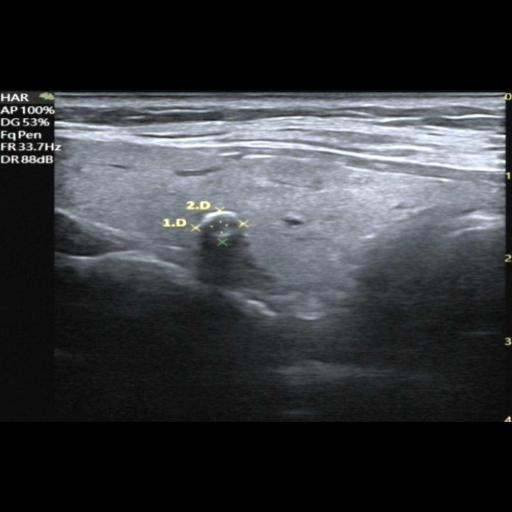 HAR
AP 100%
DG 53%
Fq Pen
FR 33.7Hz
DR 88dB
0
1
2.D
1.D
2
3
4